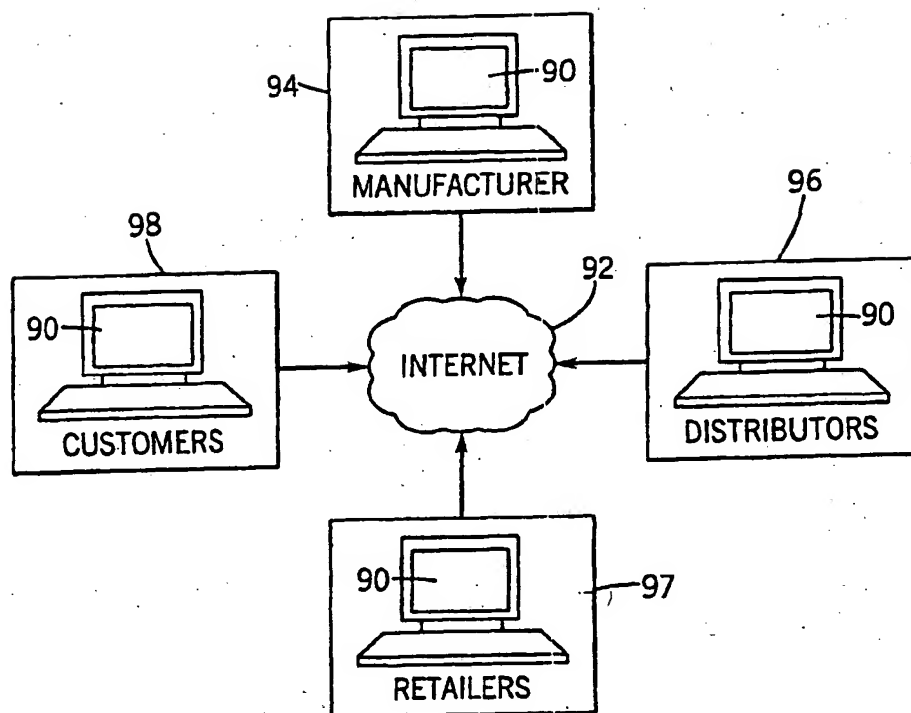 94
90
MANUFACTURER
98
90
CUSTOMERS
92
INTERNET
96
90
DISTRIBUTORS
90
97
RETAILERS